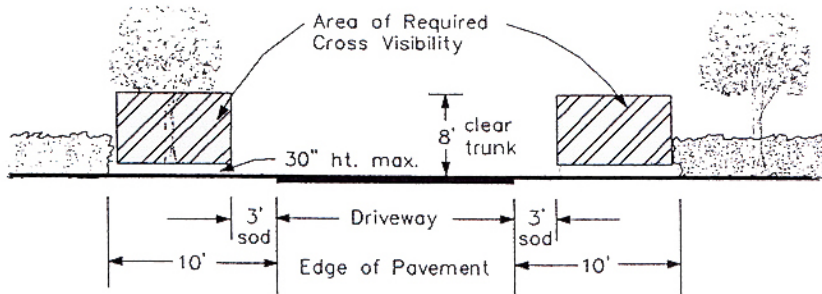 Area of Required
Cross Visibility
8' clear
trunk
30" ht. max.
3'
sod
Driveway
3'
sod
10'
Edge of Pavement
10'